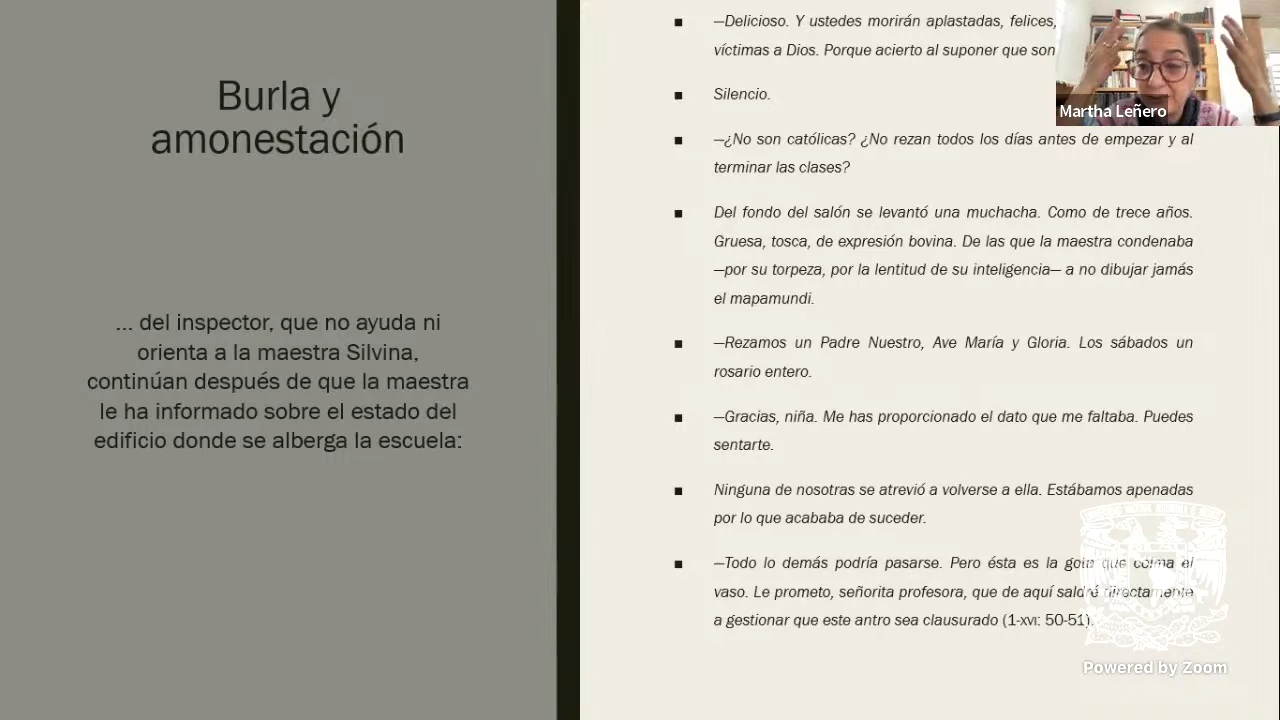 Burla y
amonestación
... del inspector, que no ayuda ni
orienta a la maestra Silvina,
continúan después de que la maestra
le ha informado sobre el estado del
edificio donde se alberga la escuela:
■ —Delicioso. Y ustedes morirán aplastadas, felices,
víctimas a Dios. Porque acierto al suponer que son
■ Silencio.
■ —¿No son católicas? ¿No rezan todos los días antes de empezar y al
terminar las clases?
■ Del fondo del salón se levantó una muchacha. Como de trece años.
Gruesa, tosca, de expresión bovina. De las que la maestra condenaba
—por su torpeza, por la lentitud de su inteligencia— a no dibujar jamás
el mapamundi.
■ —Rezamos un Padre Nuestro, Ave María y Gloria. Los sábados un
rosario entero.
■ —Gracias, niña. Me has proporcionado el dato que me faltaba. Puedes
sentarte.
■ Ninguna de nosotras se atrevió a volverse a ella. Estábamos apenadas
por lo que acababa de suceder.
■ —Todo lo demás podría pasarse. Pero ésta es la gota que colma el
vaso. Le prometo, señorita profesora, que de aquí saldré directamente
a gestionar que este antro sea clausurado (1-XVI: 50-51).
Martha Leñero
Powered by Zoom